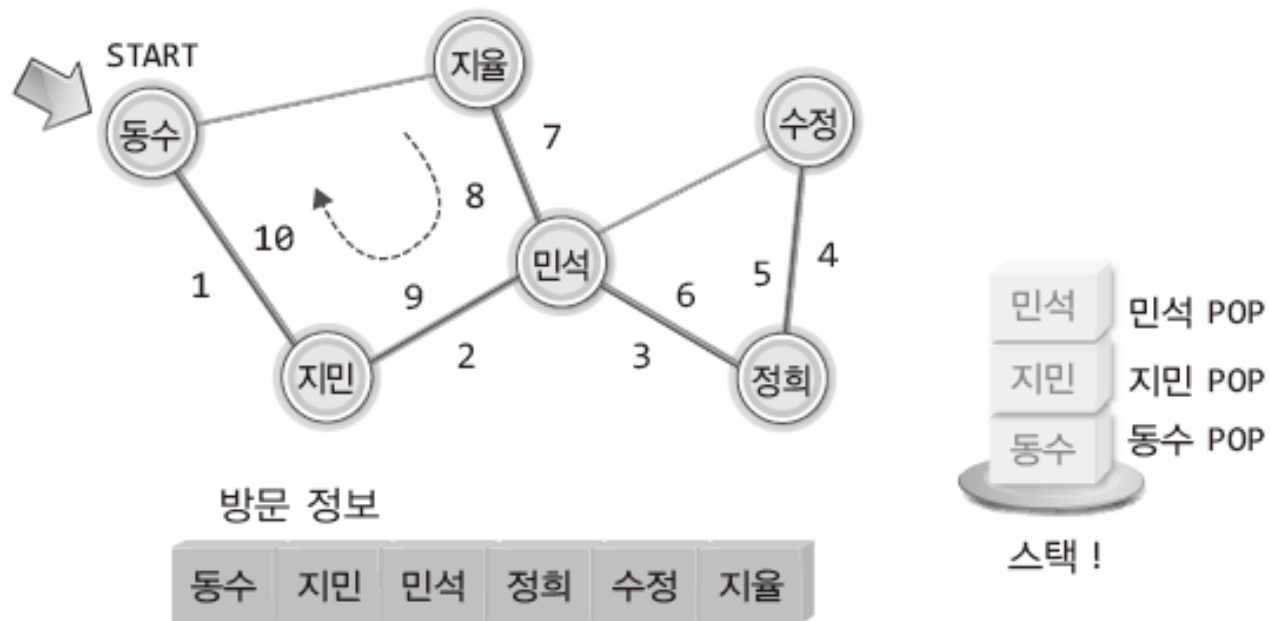 START
동수
지율
수정
민석
지민
정희
7
8
10
1
9
2
6
3
5
4
민석 민석 POP
지민 지민 POP
동수 동수 POP
스택 !
방문 정보
동수 지민 민석 정희 수정 지율